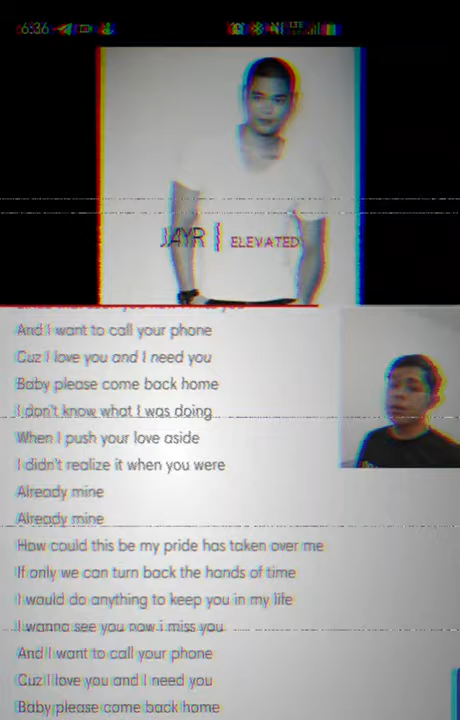 6:36
LTE
JAYR | ELEVATED
And I want to call your phone
Cuz I love you and I need you
Baby please come back home
I don't know what I was doing
When I push your love aside
I didn't realize it when you were
Already mine
Already mine
How could this be my pride has taken over me
If only we can turn back the hands of time
I would do anything to keep you in my life
I wanna see you now i miss you
And I want to call your phone
Cuz I love you and I need you
Baby please come back home